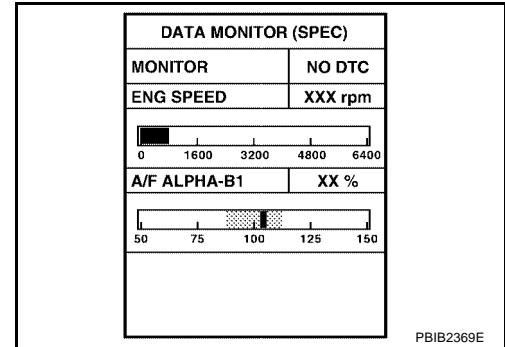 DATA MONITOR (SPEC)
MONITOR NO DTC
ENG SPEED XXX rpm
0 1600 3200 4800 6400
A/F ALPHA-B1 XX %
50 75 100 125 150
PBIB2369E